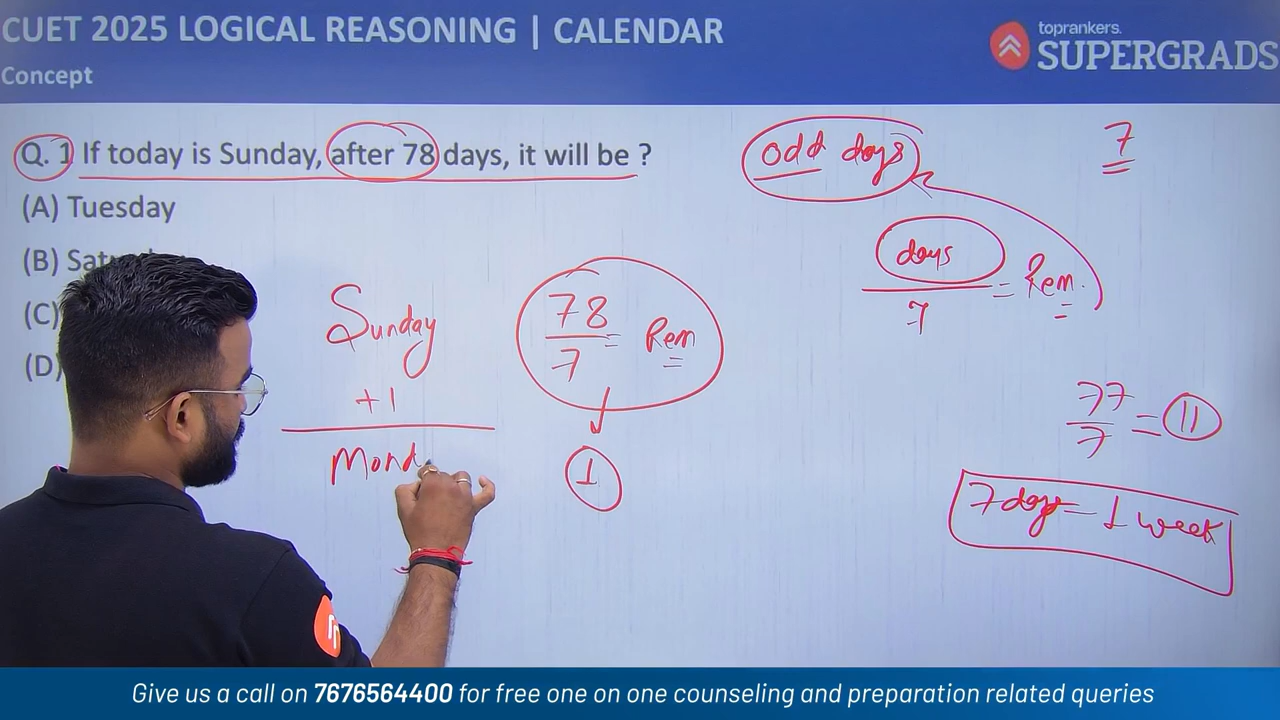 CUET 2025 LOGICAL REASONING | CALENDAR
Concept
toprankers.
SUPERGRADS
Q. 1 If today is Sunday, after 78 days, it will be ?
(A) Tuesday
(B)
(C)
(D)
odd days
7
days
7
= Rem.
Sunday
+1
Mond
78
7
= Rem
1
77
7
= 11
7 days = 1 week
Give us a call on 7676564400 for free one on one counseling and preparation related queries